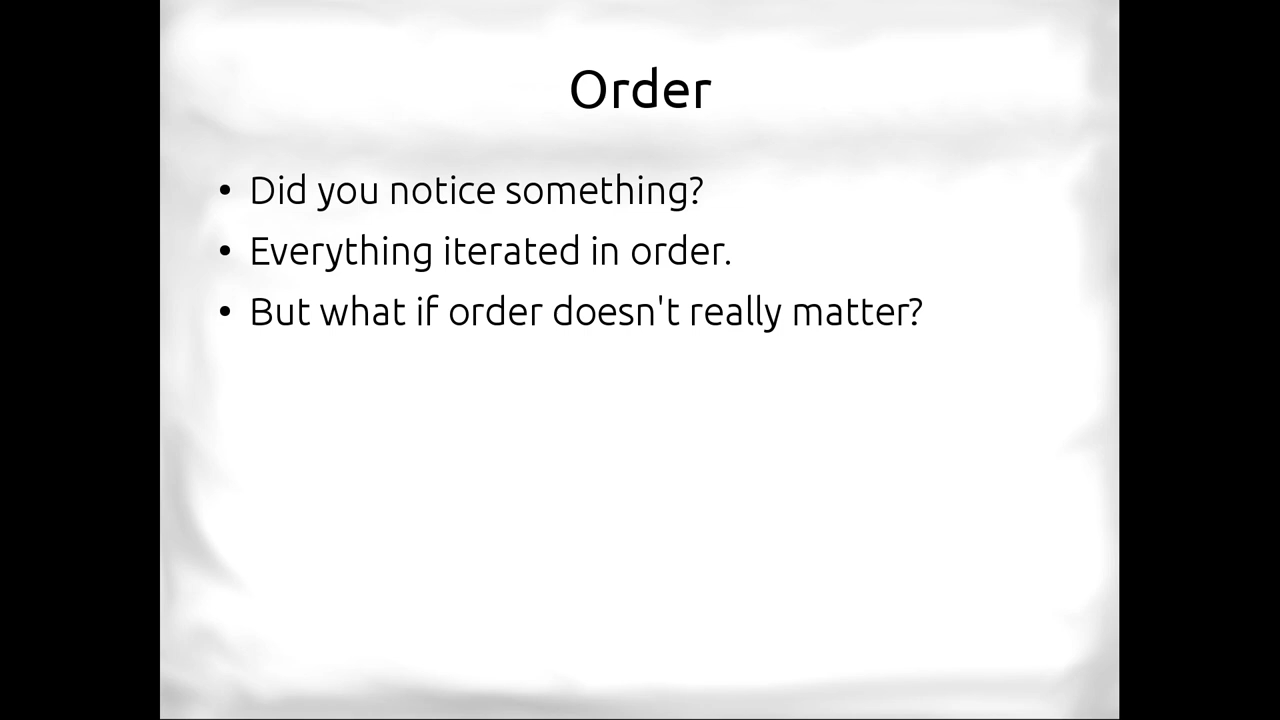 Order
• Did you notice something?
• Everything iterated in order.
• But what if order doesn't really matter?